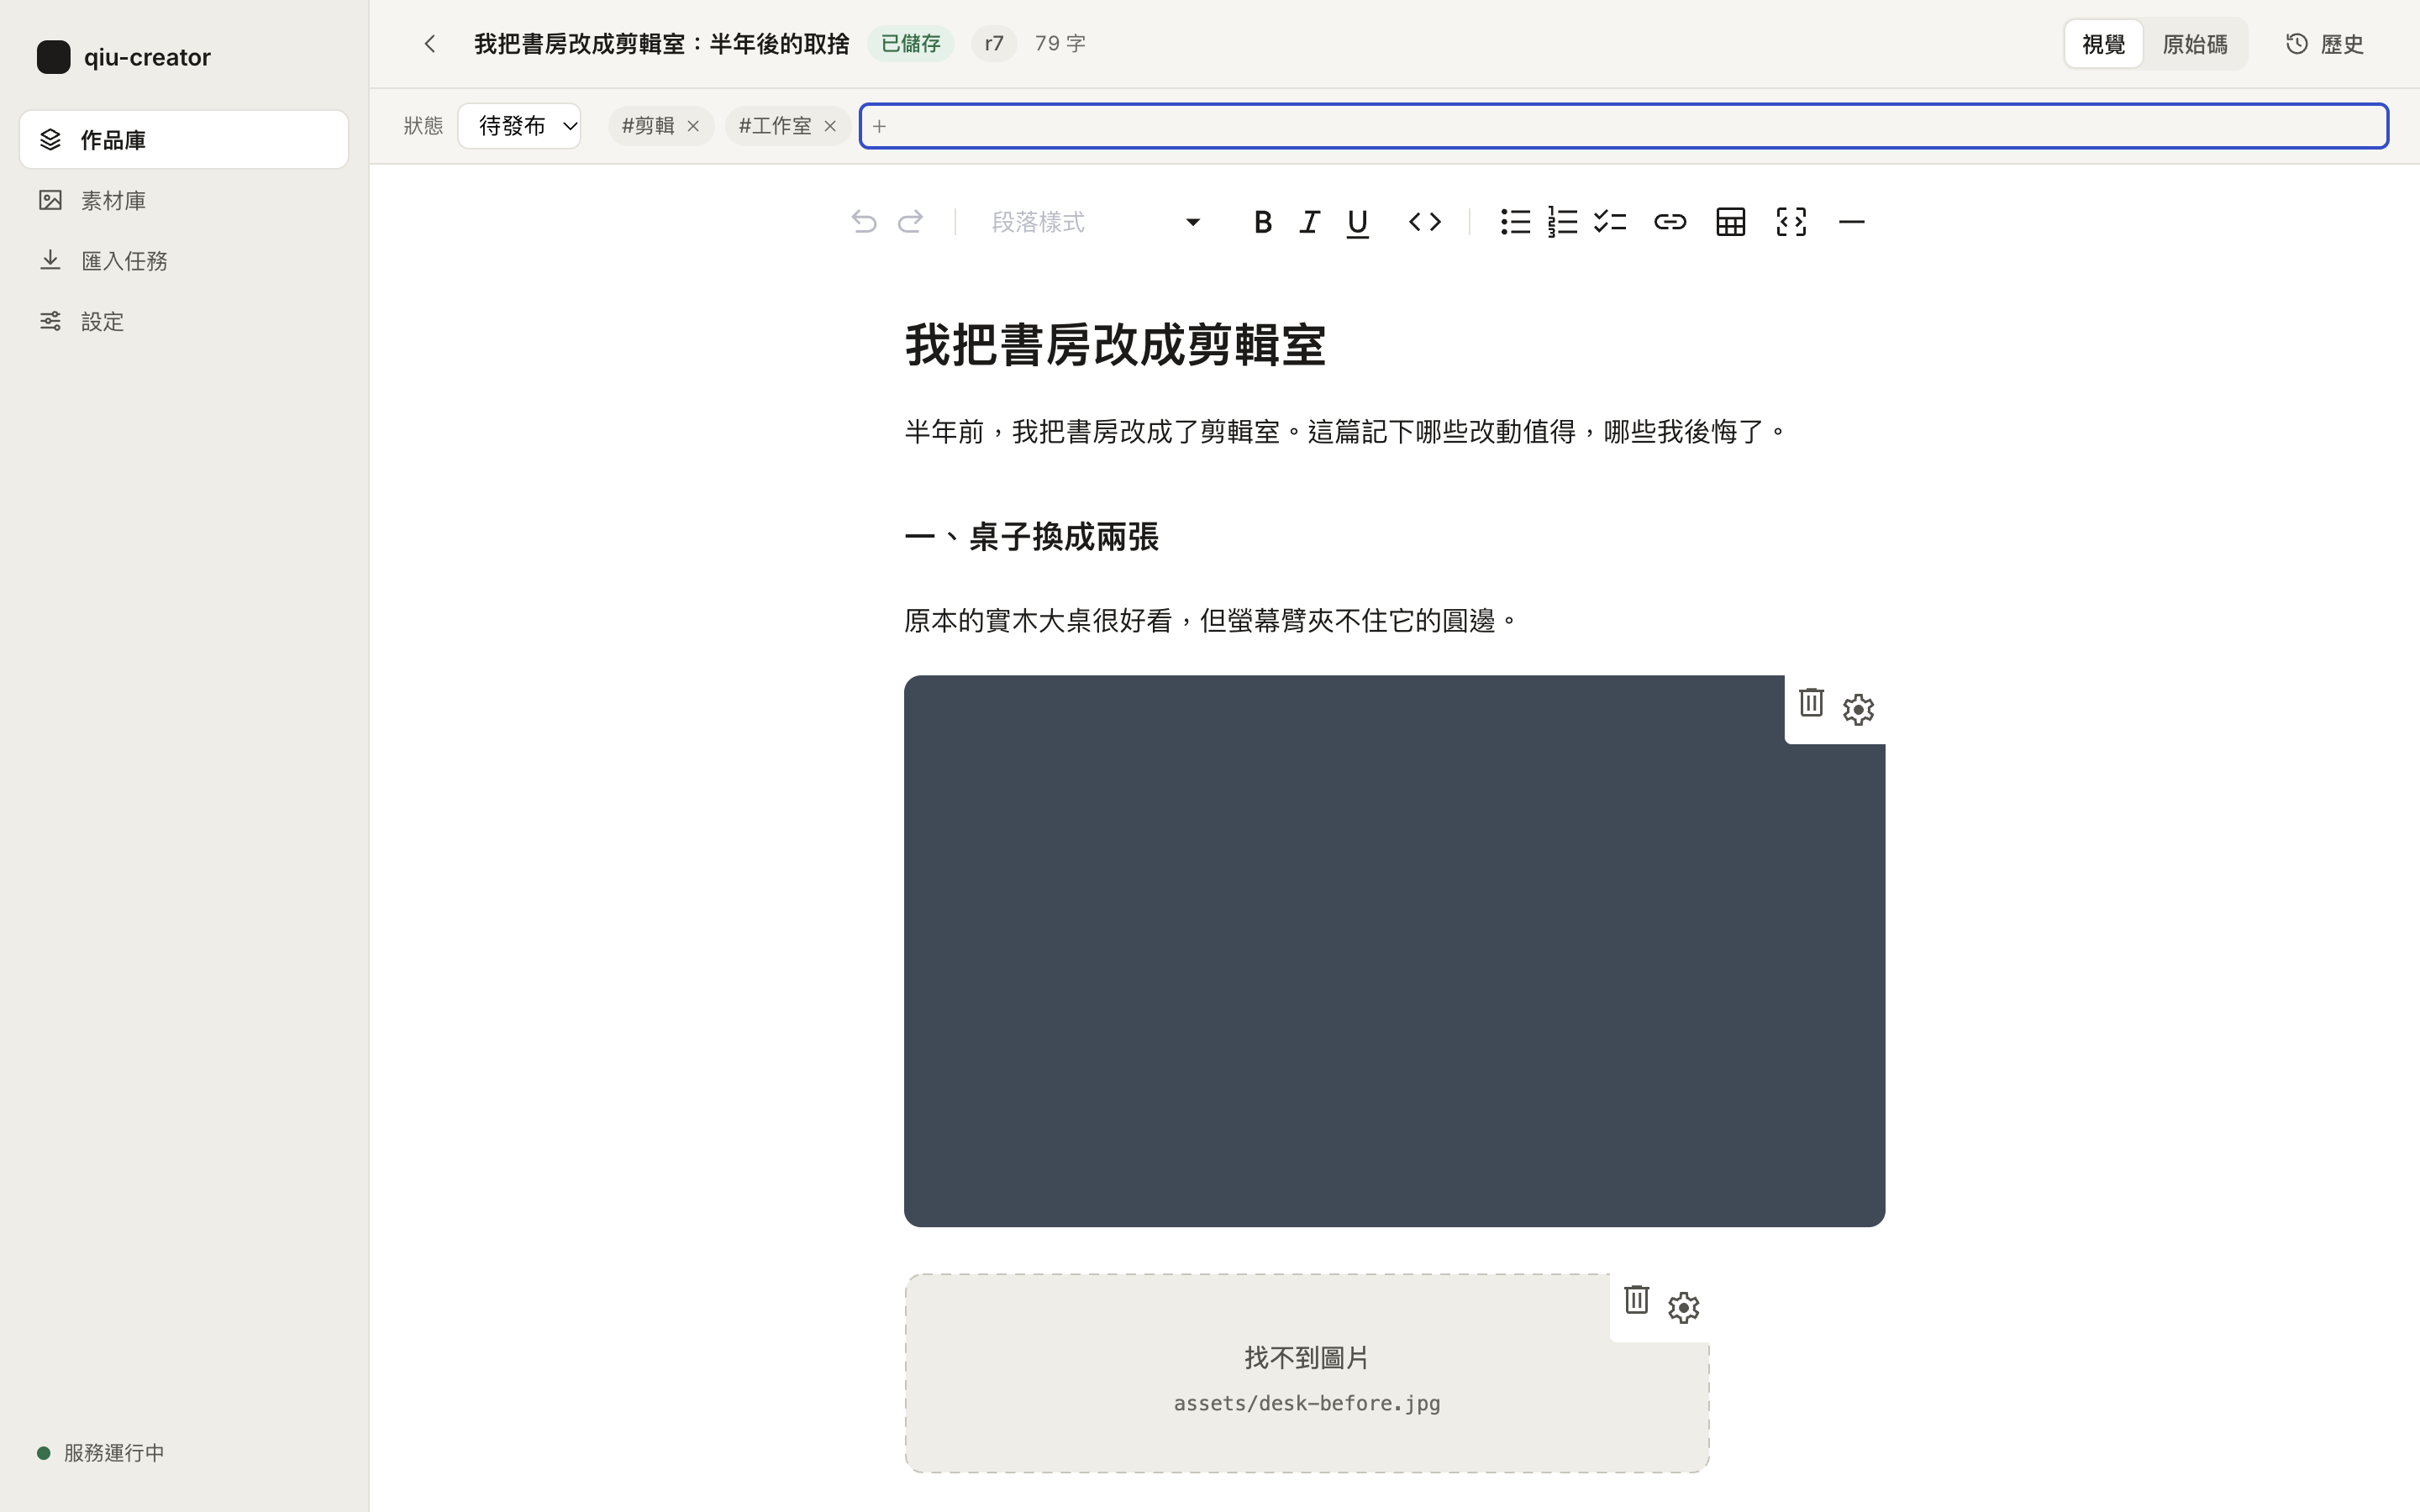 qiu-creator
作品庫
素材庫
匯入任務
設定
服務運行中
我把書房改成剪輯室：半年後的取捨 已儲存 r7 79 字
視覺 原始碼 歷史
狀態 待發布 #剪輯 × #工作室 × +
段落樣式 B I U
我把書房改成剪輯室
半年前，我把書房改成了剪輯室。這篇記下哪些改動值得，哪些我後悔了。
一、桌子換成兩張
原本的實木大桌很好看，但螢幕臂夾不住它的圓邊。
找不到圖片
assets/desk-before.jpg